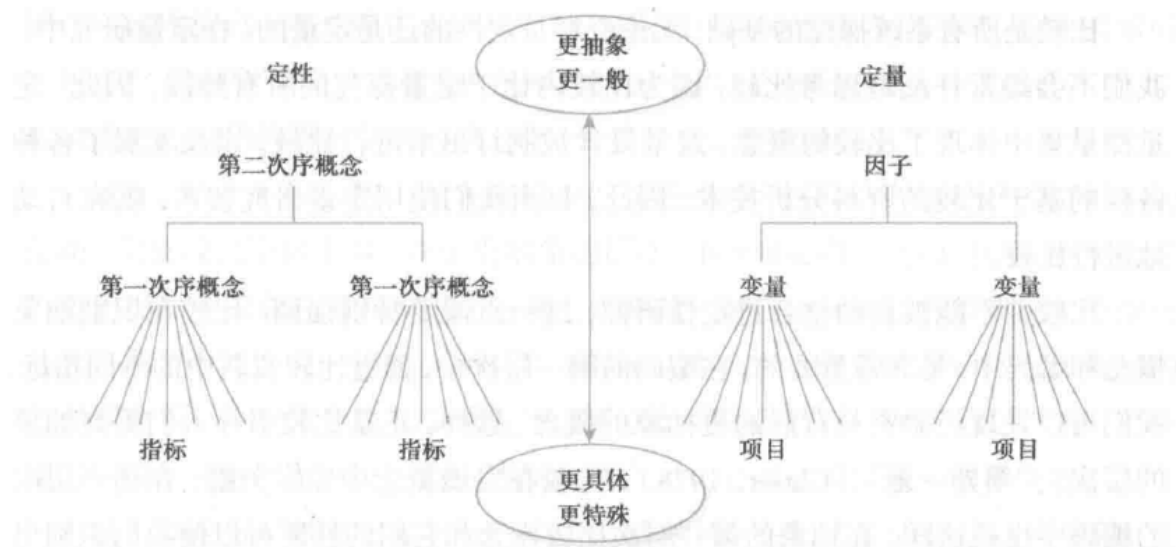 更抽象
更一般
定性
定量
第二次序概念
因子
第一次序概念 第一次序概念
变量 变量
指标 指标
项目 项目
更具体
更特殊